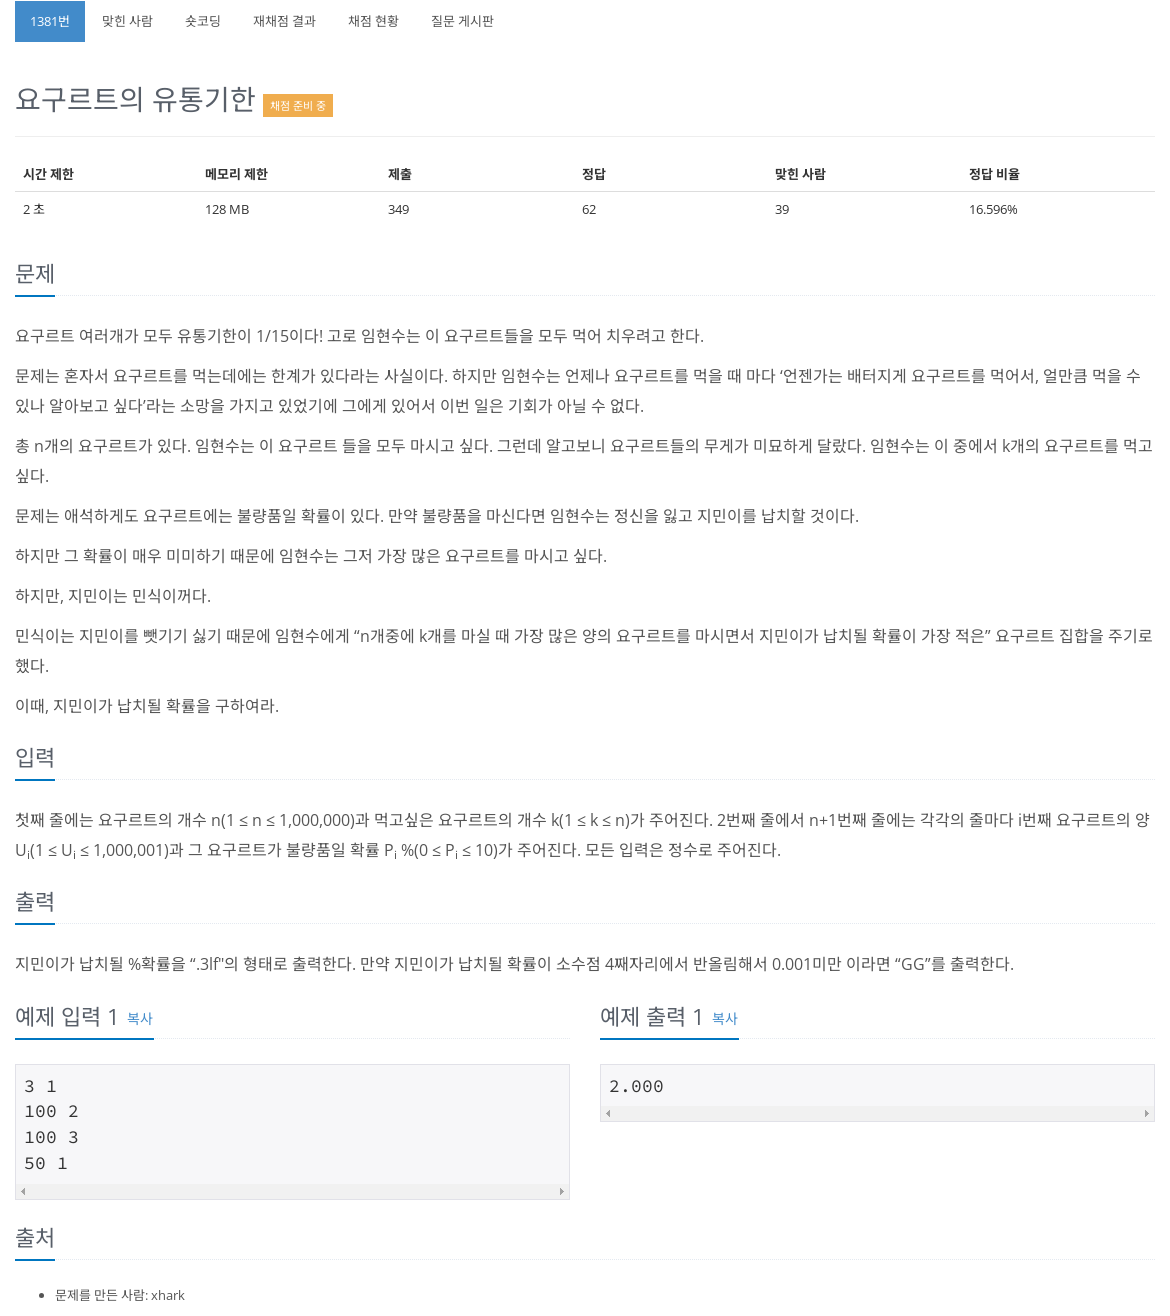 1381번 맞힌 사람 숏코딩 재채점 결과 채점 현황 질문 게시판
요구르트의 유통기한 채점 준비 중
시간 제한 메모리 제한 제출 정답 맞힌 사람 정답 비율
2 초 128 MB 349 62 39 16.596%
문제
요구르트 여러개가 모두 유통기한이 1/15이다! 고로 임현수는 이 요구르트들을 모두 먹어 치우려고 한다.
문제는 혼자서 요구르트를 먹는데에는 한계가 있다라는 사실이다. 하지만 임현수는 언제나 요구르트를 먹을 때 마다 ‘언젠가는 배터지게 요구르트를 먹어서, 얼만큼 먹을 수
있나 알아보고 싶다’라는 소망을 가지고 있었기에 그에게 있어서 이번 일은 기회가 아닐 수 없다.
총 n개의 요구르트가 있다. 임현수는 이 요구르트 들을 모두 마시고 싶다. 그런데 알고보니 요구르트들의 무게가 미묘하게 달랐다. 임현수는 이 중에서 k개의 요구르트를 먹고
싶다.
문제는 애석하게도 요구르트에는 불량품일 확률이 있다. 만약 불량품을 마신다면 임현수는 정신을 잃고 지민이를 납치할 것이다.
하지만 그 확률이 매우 미미하기 때문에 임현수는 그저 가장 많은 요구르트를 마시고 싶다.
하지만, 지민이는 민식이꺼다.
민식이는 지민이를 뺏기기 싫기 때문에 임현수에게 “n개중에 k개를 마실 때 가장 많은 양의 요구르트를 마시면서 지민이가 납치될 확률이 가장 적은” 요구르트 집합을 주기로
했다.
이때, 지민이가 납치될 확률을 구하여라.
입력
첫째 줄에는 요구르트의 개수 n(1 ≤ n ≤ 1,000,000)과 먹고싶은 요구르트의 개수 k(1 ≤ k ≤ n)가 주어진다. 2번째 줄에서 n+1번째 줄에는 각각의 줄마다 i번째 요구르트의 양
Ui(1 ≤ Ui ≤ 1,000,001)과 그 요구르트가 불량품일 확률 Pi %(0 ≤ Pi ≤ 10)가 주어진다. 모든 입력은 정수로 주어진다.
출력
지민이가 납치될 %확률을 “.3lf"의 형태로 출력한다. 만약 지민이가 납치될 확률이 소수점 4째자리에서 반올림해서 0.001미만 이라면 “GG”를 출력한다.
예제 입력 1 복사
3 1
100 2
100 3
50 1
예제 출력 1 복사
2.000
출처
문제를 만든 사람: xhark